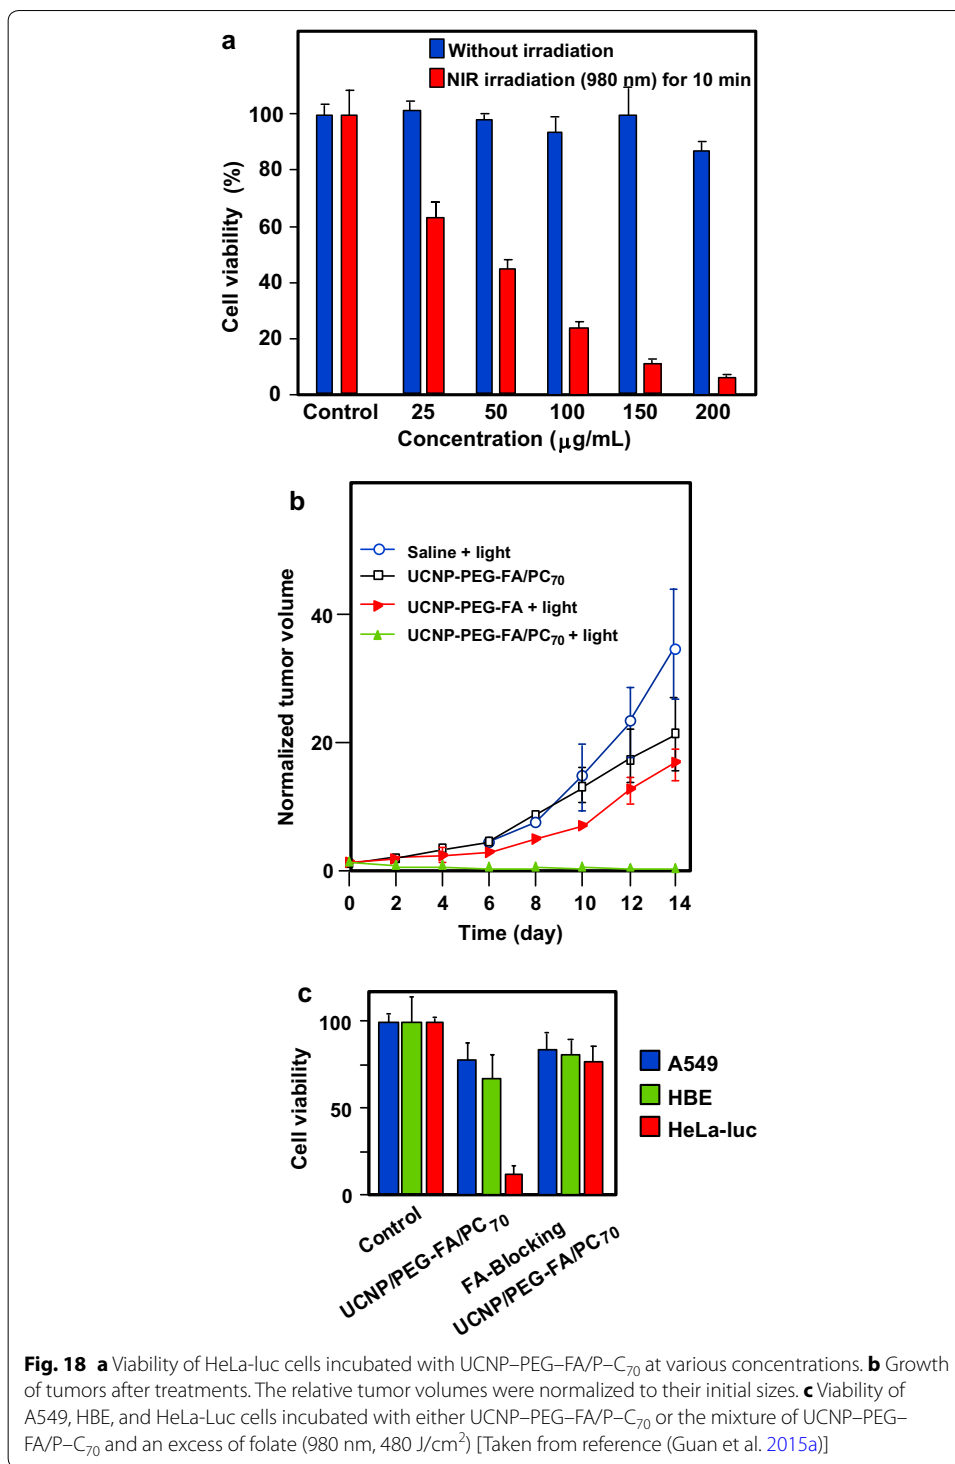 a
Without irradiation
NIR irradiation (980 nm) for 10 min
100
80
60
40
20
0
Cell viability (%)
Control 25 50 100 150 200
Concentration (μg/mL)
b
Saline + light
UCNP-PEG-FA/PC₇₀
UCNP-PEG-FA + light
UCNP-PEG-FA/PC₇₀ + light
40
20
0
Normalized tumor volume
0 2 4 6 8 10 12 14
Time (day)
c
100
50
0
Cell viability
A549
HBE
HeLa-luc
Control
UCNP/PEG-FA/PC₇₀
FA-Blocking
UCNP/PEG-FA/PC₇₀
Fig. 18 a Viability of HeLa-luc cells incubated with UCNP–PEG–FA/P–C₇₀ at various concentrations. b Growth
of tumors after treatments. The relative tumor volumes were normalized to their initial sizes. c Viability of
A549, HBE, and HeLa-Luc cells incubated with either UCNP–PEG–FA/P–C₇₀ or the mixture of UCNP–PEG–
FA/P–C₇₀ and an excess of folate (980 nm, 480 J/cm²) [Taken from reference (Guan et al. 2015a)]